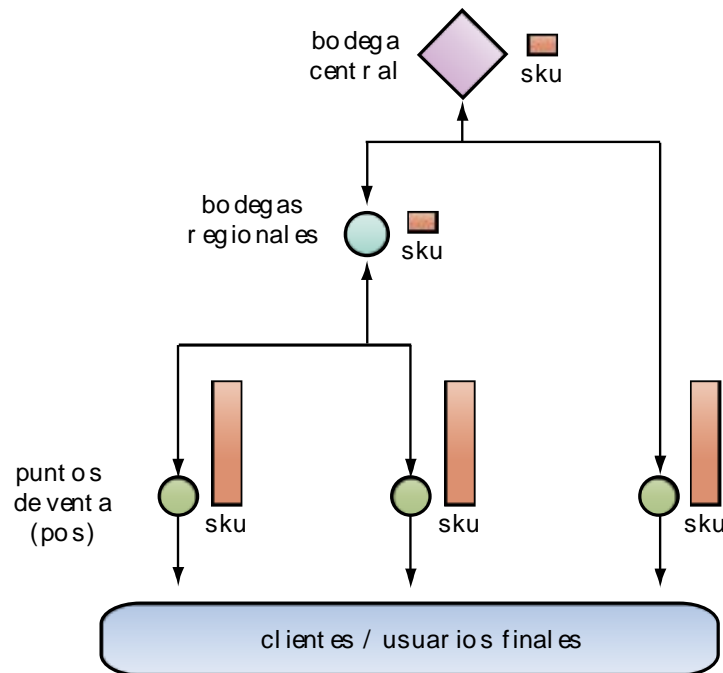 bodega
central
sku
bodegas
regionales
sku
puntos
de venta
(pos)
sku
sku
sku
clientes / usuarios finales